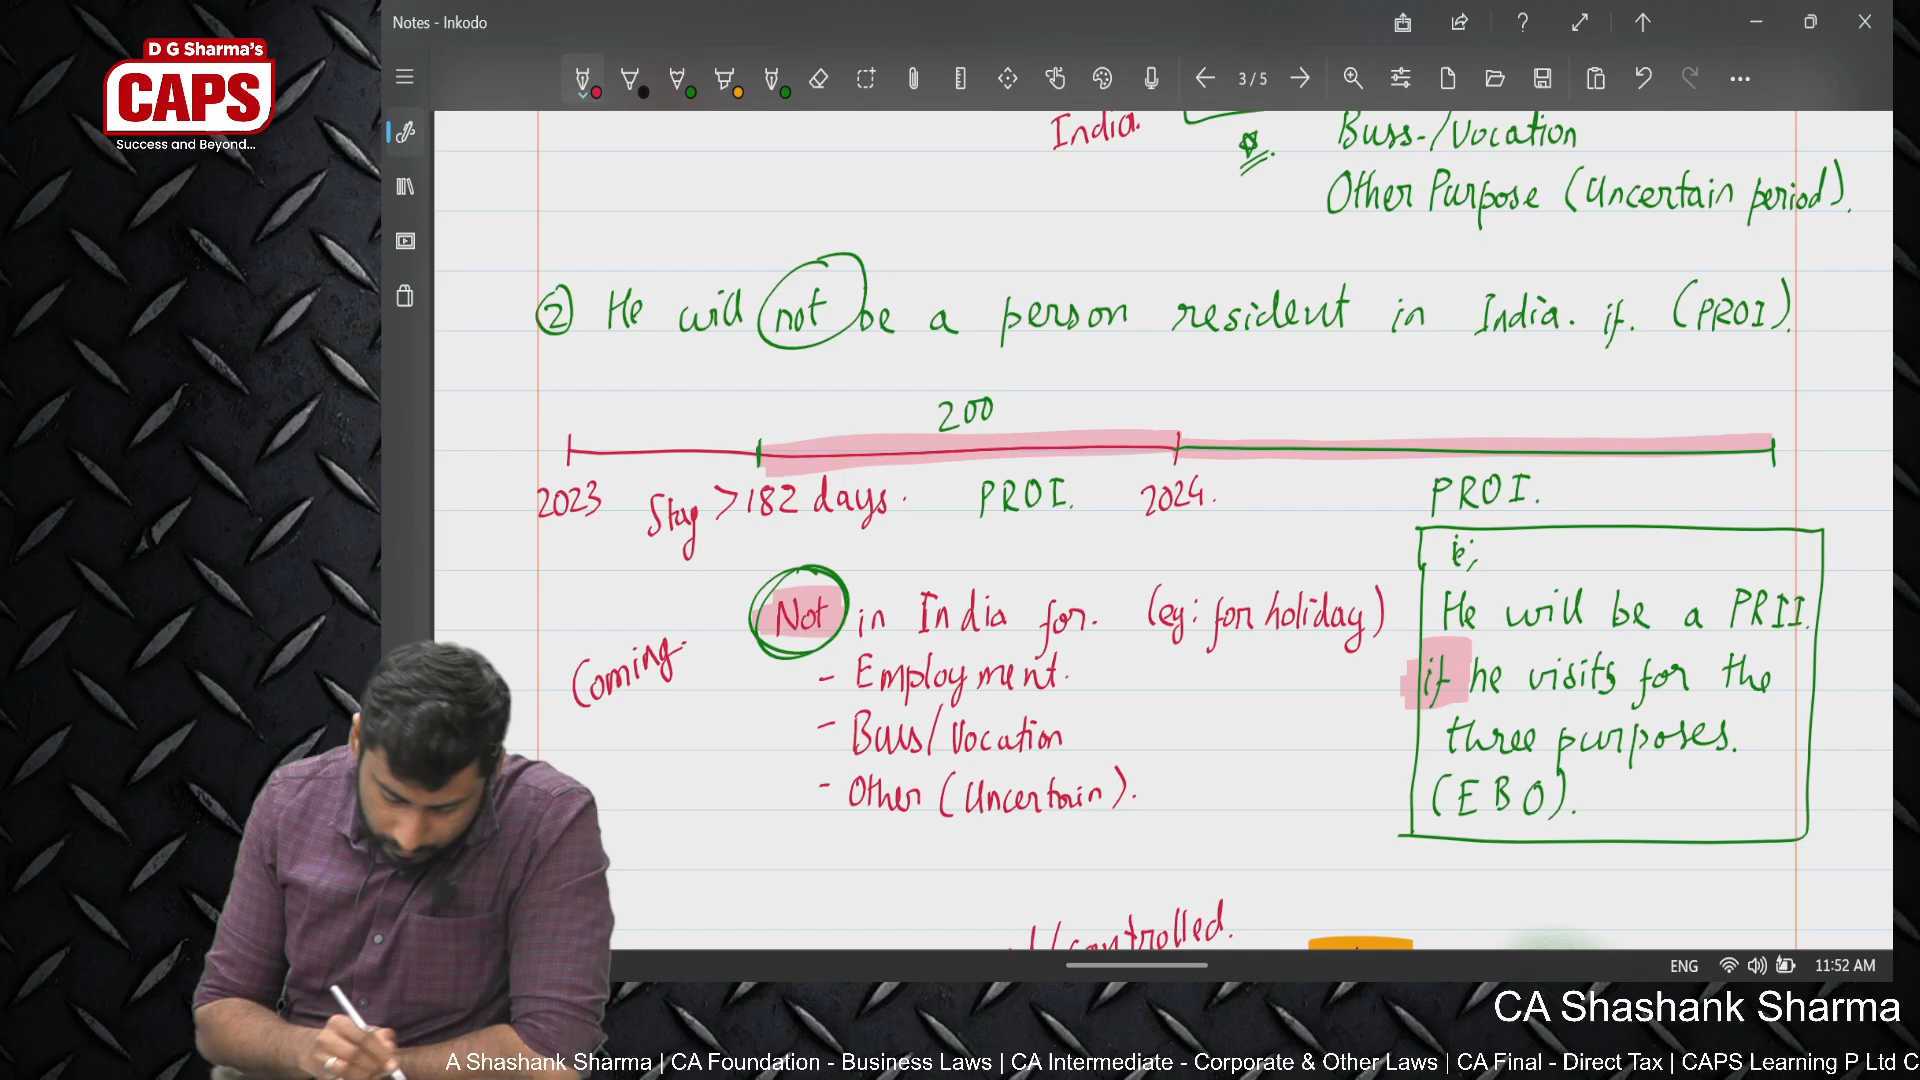 Notes - Inkodo
D G Sharma's
CAPS
Success and Beyond...
3 / 5
India.
Buss-/Vocation
Other Purpose (Uncertain period).
② He will not be a person resident in India. if. (PROI).
200
2023
Stay >182 days.
PROI.
2024.
PROI.
ie;
He will be a PRII.
if he visits for the
three purposes.
(EBO).
Coming.
Not in India for. (eg: for holiday)
- Employment.
- Buss/Vocation
- Other (Uncertain).
/controlled.
ENG
11:52 AM
CA Shashank Sharma
A Shashank Sharma | CA Foundation - Business Laws | CA Intermediate - Corporate & Other Laws | CA Final - Direct Tax | CAPS Learning P Ltd C